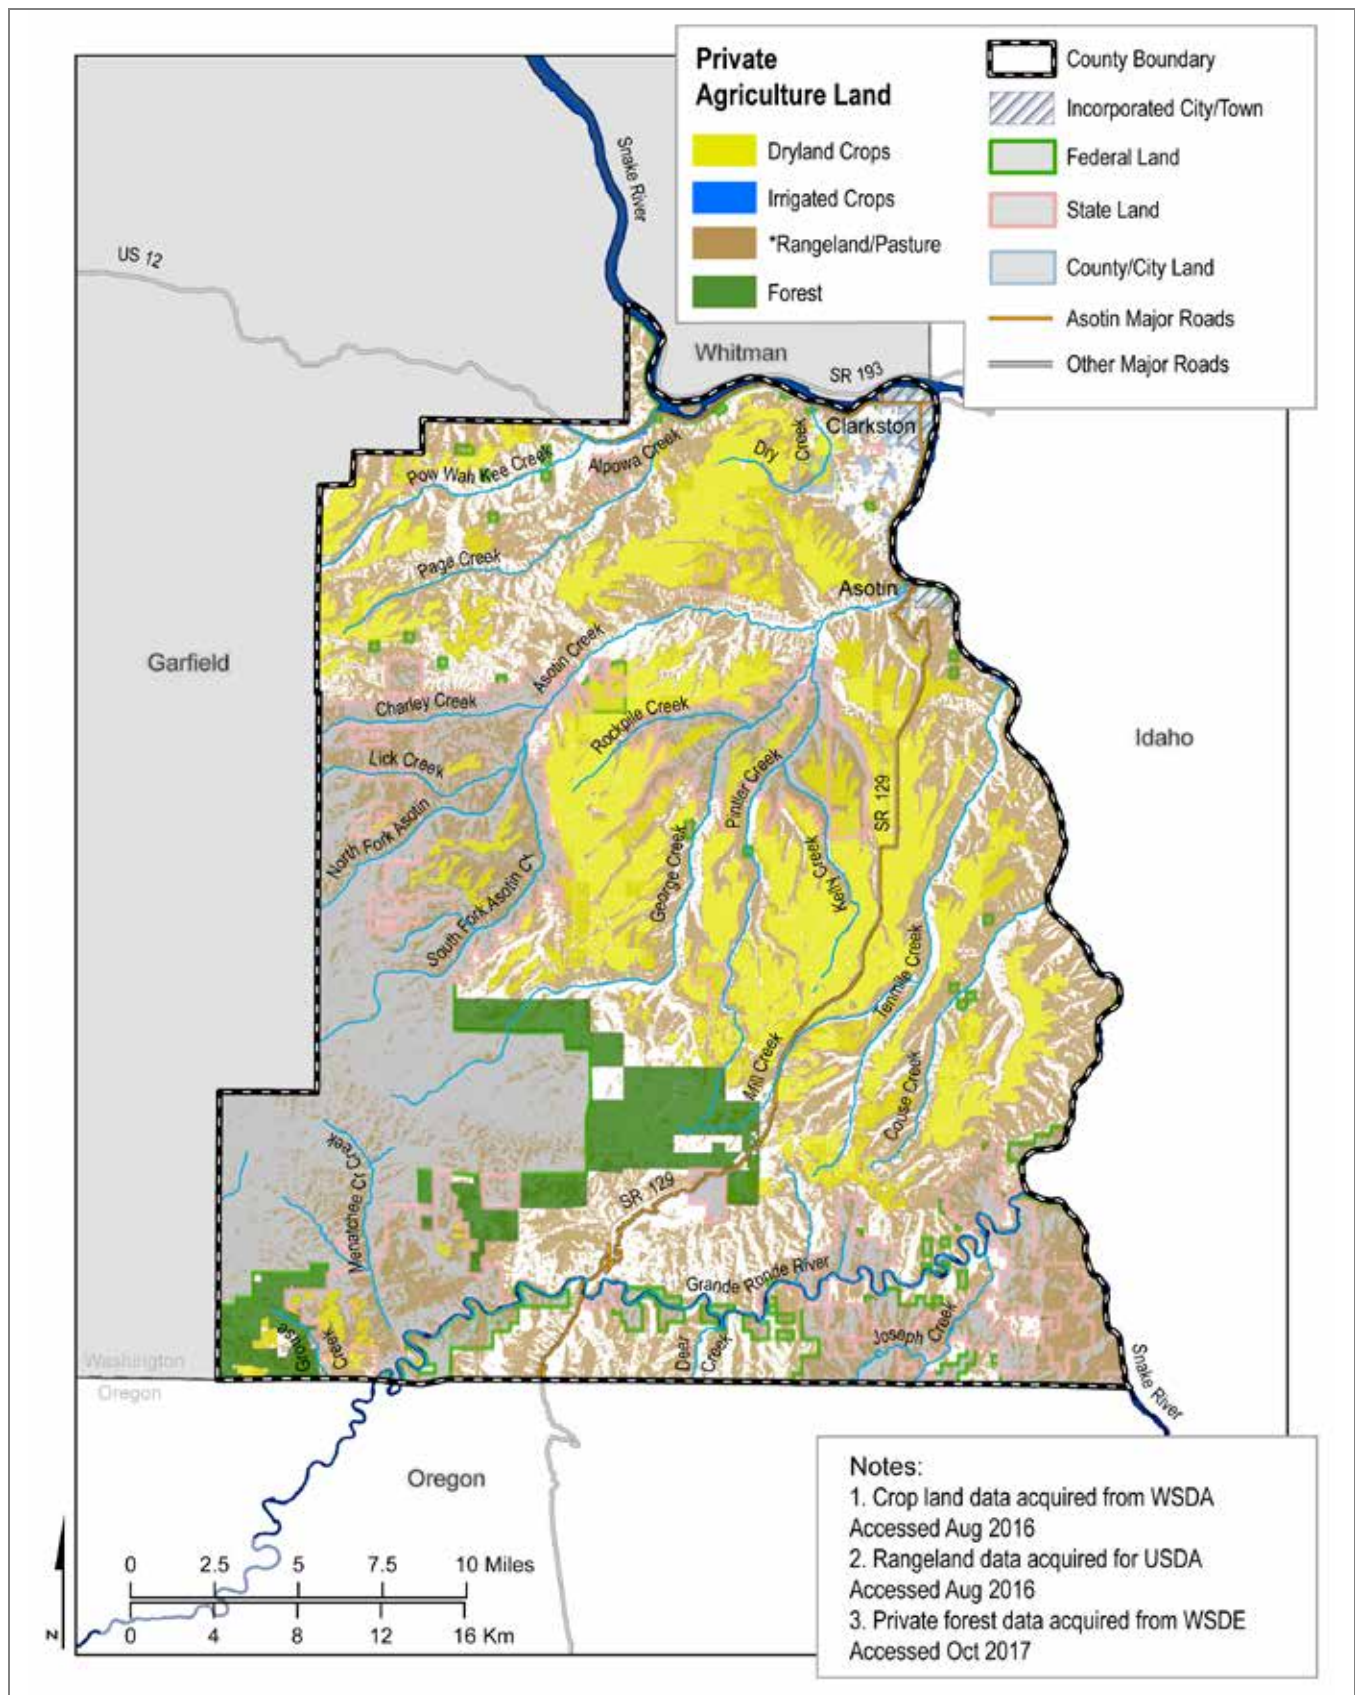 Private
Agriculture Land
Dryland Crops
Irrigated Crops
*Rangeland/Pasture
Forest
County Boundary
Incorporated City/Town
Federal Land
State Land
County/City Land
Asotin Major Roads
Other Major Roads
Snake River
US 12
Whitman
SR 193
Clarkston
Dry
Creek
Alpowa Creek
Pow Wah Kee Creek
Page Creek
Asotin
Garfield
Asotin Creek
Charley Creek
Rockpile Creek
Idaho
Lick Creek
Pintler Creek
SR 129
North Fork Asotin
George Creek
Kelly Creek
South Fork Asotin Cr
Tenmile Creek
Mill Creek
Couse Creek
Menatchee Cr Creek
SR 129
Grande Ronde River
Grouse
Creek
Deer
Creek
Joseph Creek
Snake River
Washington
Oregon
Oregon
0 2.5 5 7.5 10 Miles
0 4 8 12 16 Km
N
Notes:
1. Crop land data acquired from WSDA
Accessed Aug 2016
2. Rangeland data acquired for USDA
Accessed Aug 2016
3. Private forest data acquired from WSDE
Accessed Oct 2017